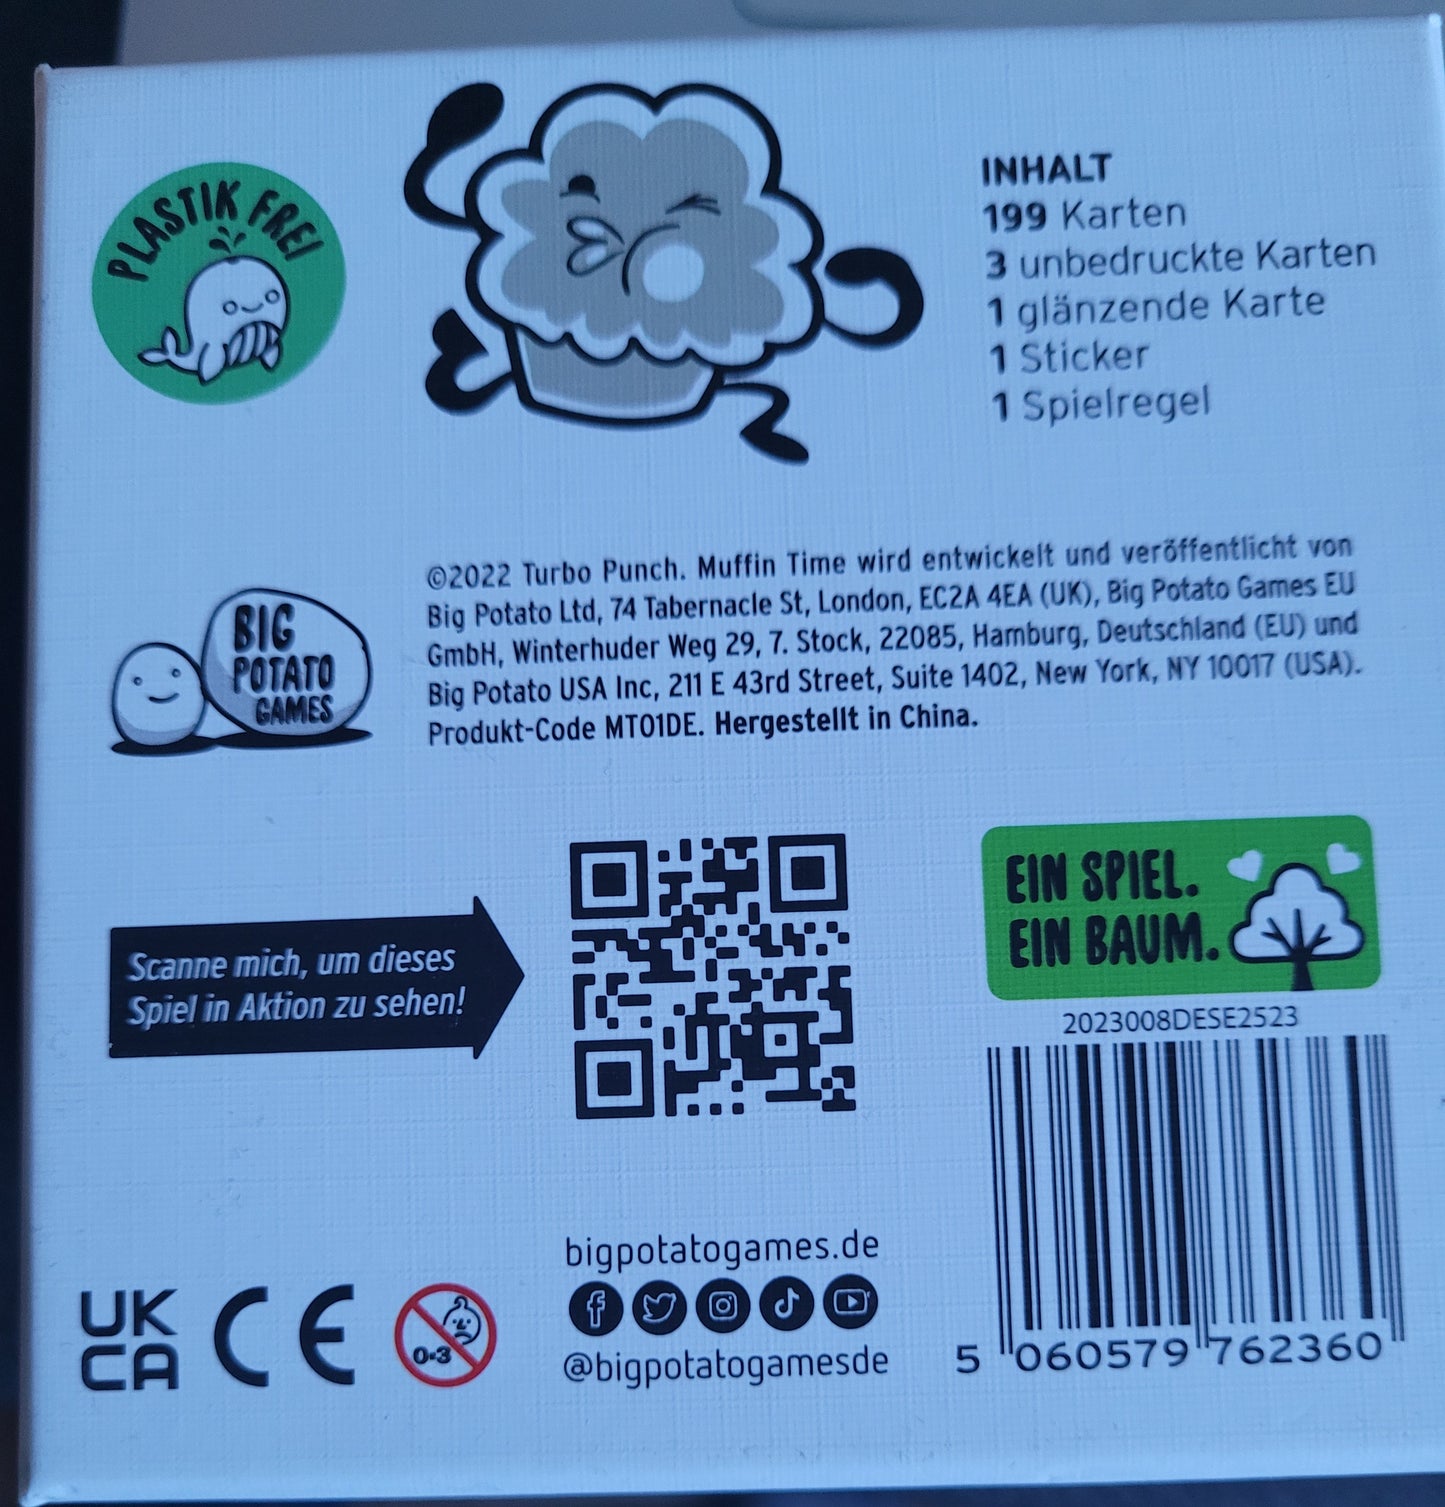 PLASTIK FREI
INHALT
199 Karten
3 unbedruckte Karten
1 glänzende Karte
1 Sticker
1 Spielregel
BIG
POTATO
GAMES
©2022 Turbo Punch. Muffin Time wird entwickelt und veröffentlicht von
Big Potato Ltd, 74 Tabernacle St, London, EC2A 4EA (UK), Big Potato Games EU
GmbH, Winterhuder Weg 29, 7. Stock, 22085, Hamburg, Deutschland (EU) und
Big Potato USA Inc, 211 E 43rd Street, Suite 1402, New York, NY 10017 (USA).
Produkt-Code MT01DE. Hergestellt in China.
Scanne mich, um dieses
Spiel in Aktion zu sehen!
EIN SPIEL.
EIN BAUM.
2023008DESE2523
5 060579 762360
UK
CA
CE
0-3
bigpotatogames.de
@bigpotatogamesde